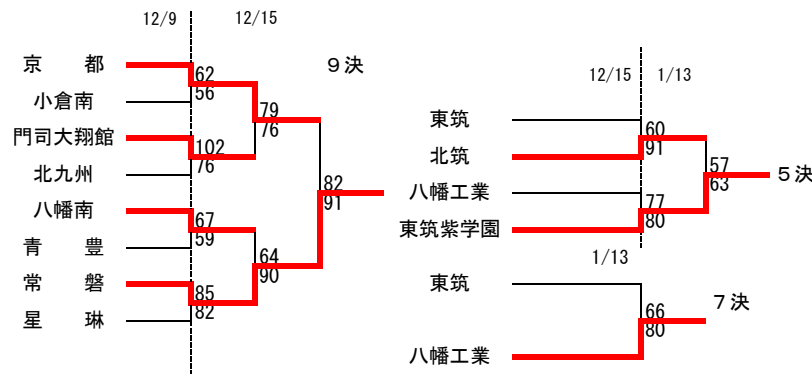 12/9
12/15
9決
京 都
62
56
小倉南
79
76
門司大翔館
102
76
北九州
82
91
八幡南
67
59
青 豊
64
90
常 磐
85
82
星 琳
12/15
1/13
東筑
60
91
北筑
57
63
5決
八幡工業
77
80
東筑紫学園
1/13
東筑
66
80
7決
八幡工業